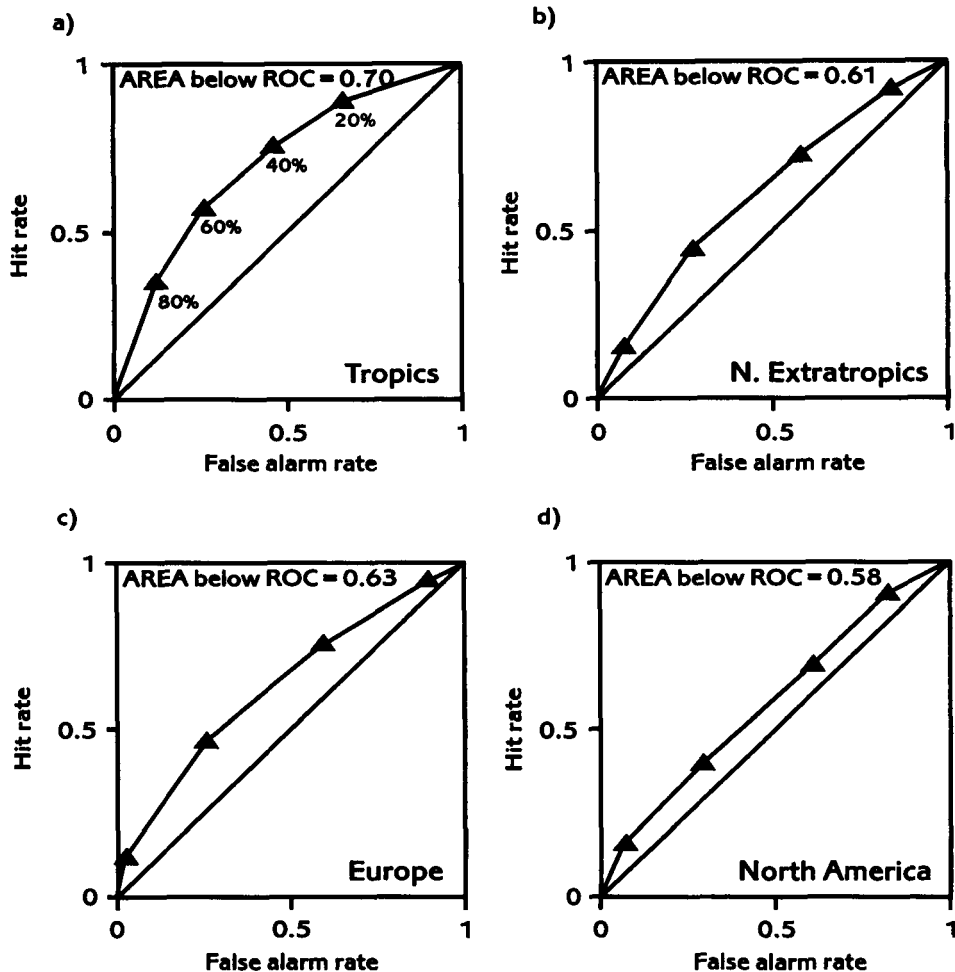 a)
1
AREA below ROC = 0.70
20%
40%
60%
80%
0.5
Hit rate
Tropics
0
0
0.5
1
False alarm rate
b)
1
AREA below ROC = 0.61
0.5
Hit rate
N. Extratropics
0
0
0.5
1
False alarm rate
c)
1
AREA below ROC = 0.63
0.5
Hit rate
Europe
0
0
0.5
1
False alarm rate
d)
1
AREA below ROC = 0.58
0.5
Hit rate
North America
0
0
0.5
1
False alarm rate